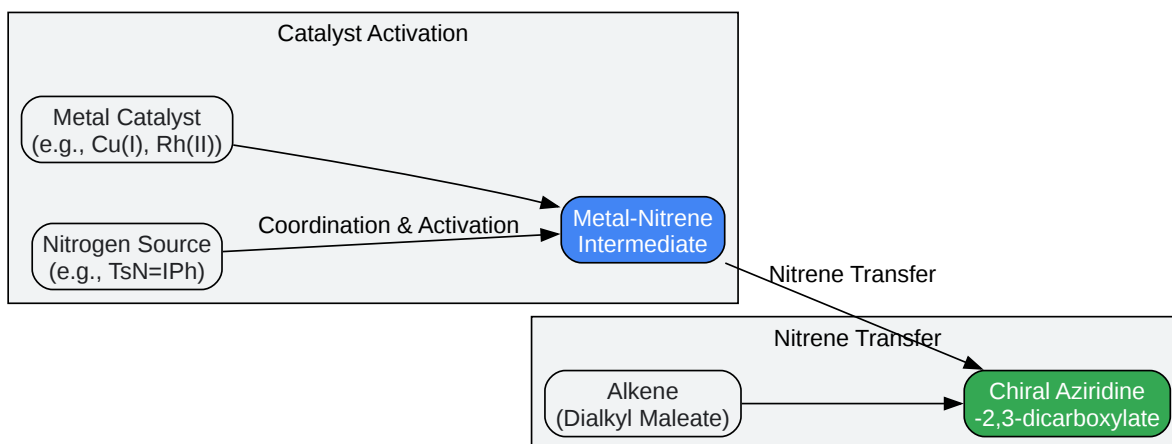 Catalyst Activation
Metal Catalyst
(e.g., Cu(I), Rh(II))
Nitrogen Source
(e.g., TsN=IPh)
Coordination & Activation
Metal-Nitrene
Intermediate
Nitrene Transfer
Nitrene Transfer
Alkene
(Dialkyl Maleate)
Chiral Aziridine
-2,3-dicarboxylate